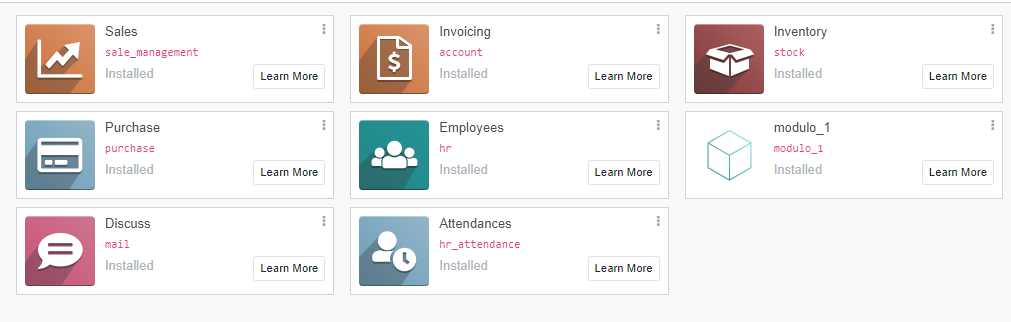 Sales
sale_management
Installed
Learn More
Invoicing
account
Installed
Learn More
Inventory
stock
Installed
Learn More
Purchase
purchase
Installed
Learn More
Employees
hr
Installed
Learn More
modulo_1
modulo_1
Installed
Learn More
Discuss
mail
Installed
Learn More
Attendances
hr_attendance
Installed
Learn More